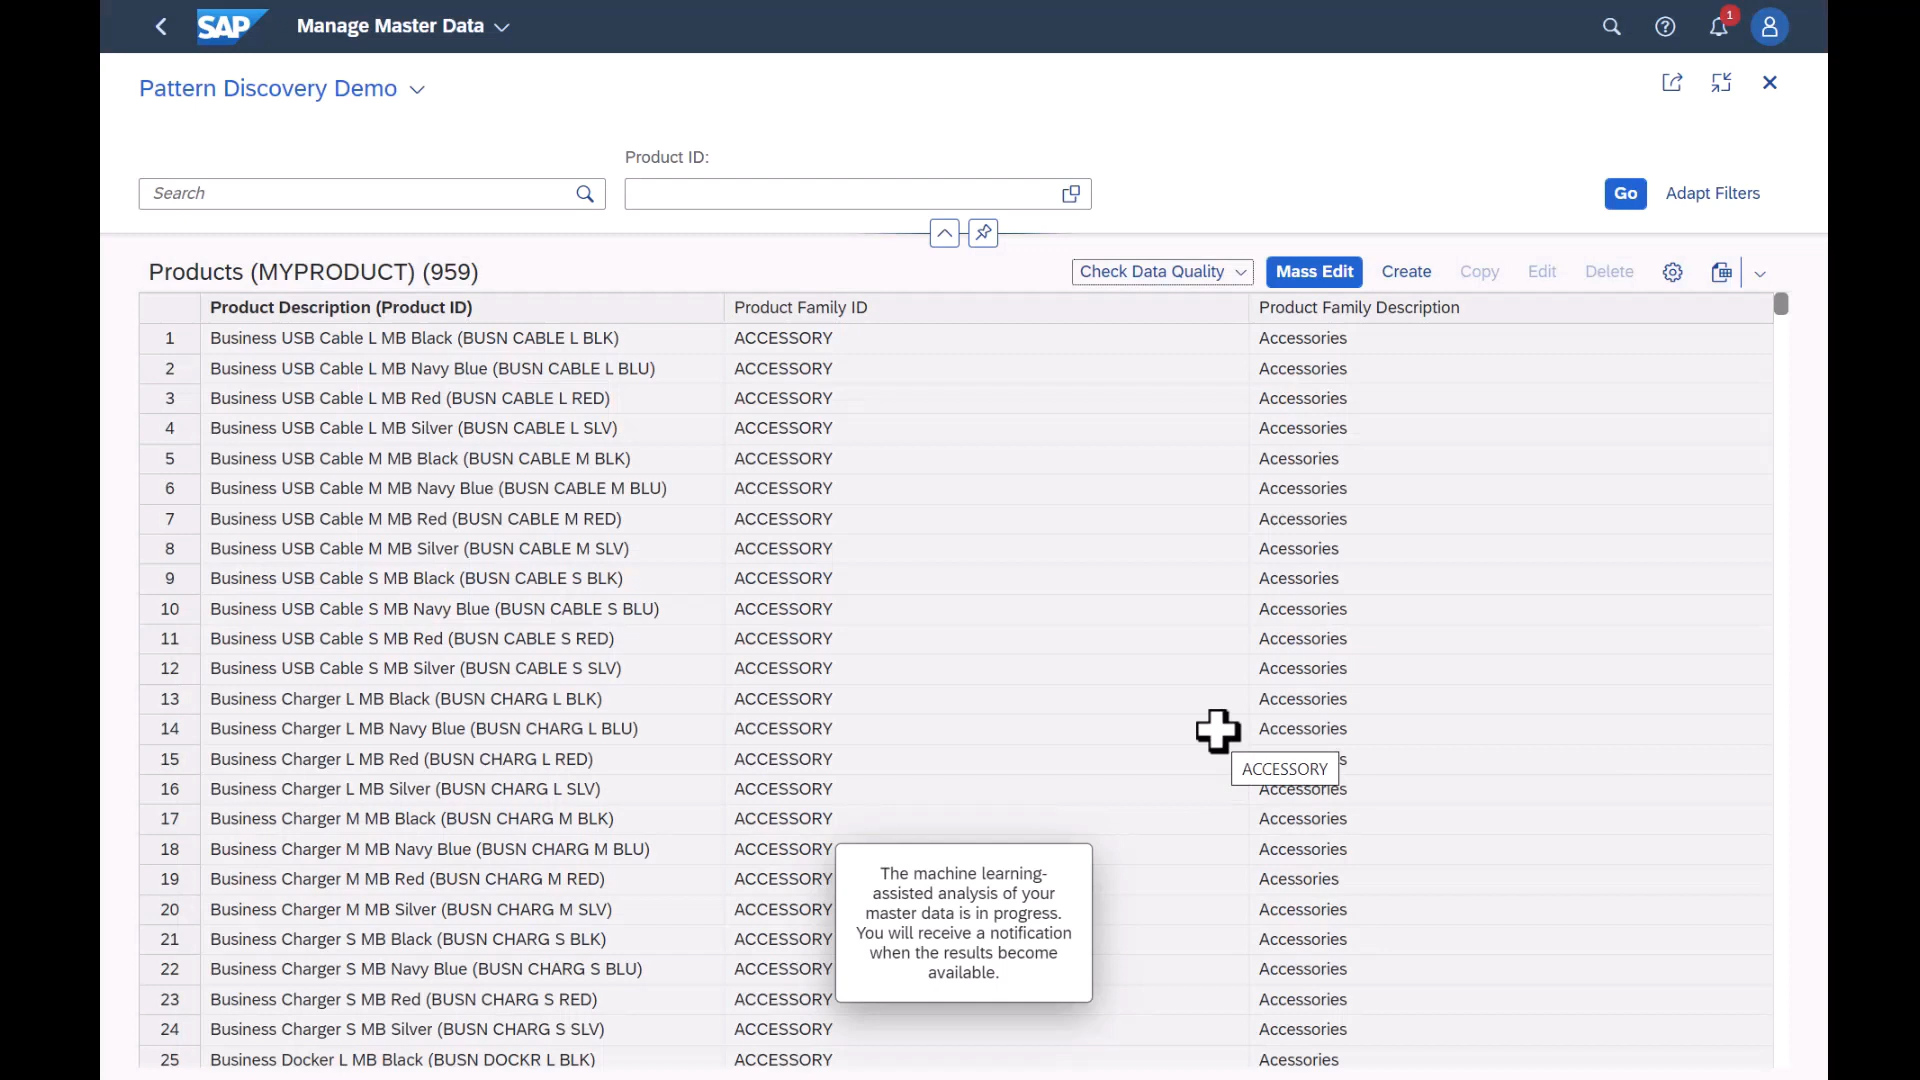 SAP Manage Master Data 1
Pattern Discovery Demo
Product ID:
Search Go Adapt Filters
Products (MYPRODUCT) (959) Check Data Quality Mass Edit Create Copy Edit Delete
Product Description (Product ID) Product Family ID Product Family Description
1 Business USB Cable L MB Black (BUSN CABLE L BLK) ACCESSORY Accessories
2 Business USB Cable L MB Navy Blue (BUSN CABLE L BLU) ACCESSORY Accessories
3 Business USB Cable L MB Red (BUSN CABLE L RED) ACCESSORY Accessories
4 Business USB Cable L MB Silver (BUSN CABLE L SLV) ACCESSORY Accessories
5 Business USB Cable M MB Black (BUSN CABLE M BLK) ACCESSORY Acessories
6 Business USB Cable M MB Navy Blue (BUSN CABLE M BLU) ACCESSORY Accessories
7 Business USB Cable M MB Red (BUSN CABLE M RED) ACCESSORY Accessories
8 Business USB Cable M MB Silver (BUSN CABLE M SLV) ACCESSORY Acessories
9 Business USB Cable S MB Black (BUSN CABLE S BLK) ACCESSORY Acessories
10 Business USB Cable S MB Navy Blue (BUSN CABLE S BLU) ACCESSORY Accessories
11 Business USB Cable S MB Red (BUSN CABLE S RED) ACCESSORY Accessories
12 Business USB Cable S MB Silver (BUSN CABLE S SLV) ACCESSORY Accessories
13 Business Charger L MB Black (BUSN CHARG L BLK) ACCESSORY Accessories
14 Business Charger L MB Navy Blue (BUSN CHARG L BLU) ACCESSORY Accessories
15 Business Charger L MB Red (BUSN CHARG L RED) ACCESSORY
ACCESSORY
16 Business Charger L MB Silver (BUSN CHARG L SLV) ACCESSORY Accessories
17 Business Charger M MB Black (BUSN CHARG M BLK) ACCESSORY Accessories
18 Business Charger M MB Navy Blue (BUSN CHARG M BLU) ACCESSORY Accessories
19 Business Charger M MB Red (BUSN CHARG M RED) ACCESSORY Acessories
20 Business Charger M MB Silver (BUSN CHARG M SLV) ACCESSORY Accessories
21 Business Charger S MB Black (BUSN CHARG S BLK) ACCESSORY Accessories
22 Business Charger S MB Navy Blue (BUSN CHARG S BLU) ACCESSORY Accessories
23 Business Charger S MB Red (BUSN CHARG S RED) ACCESSORY Accessories
24 Business Charger S MB Silver (BUSN CHARG S SLV) ACCESSORY Accessories
25 Business Docker L MB Black (BUSN DOCKR L BLK) ACCESSORY Acessories
The machine learning-
assisted analysis of your
master data is in progress.
You will receive a notification
when the results become
available.